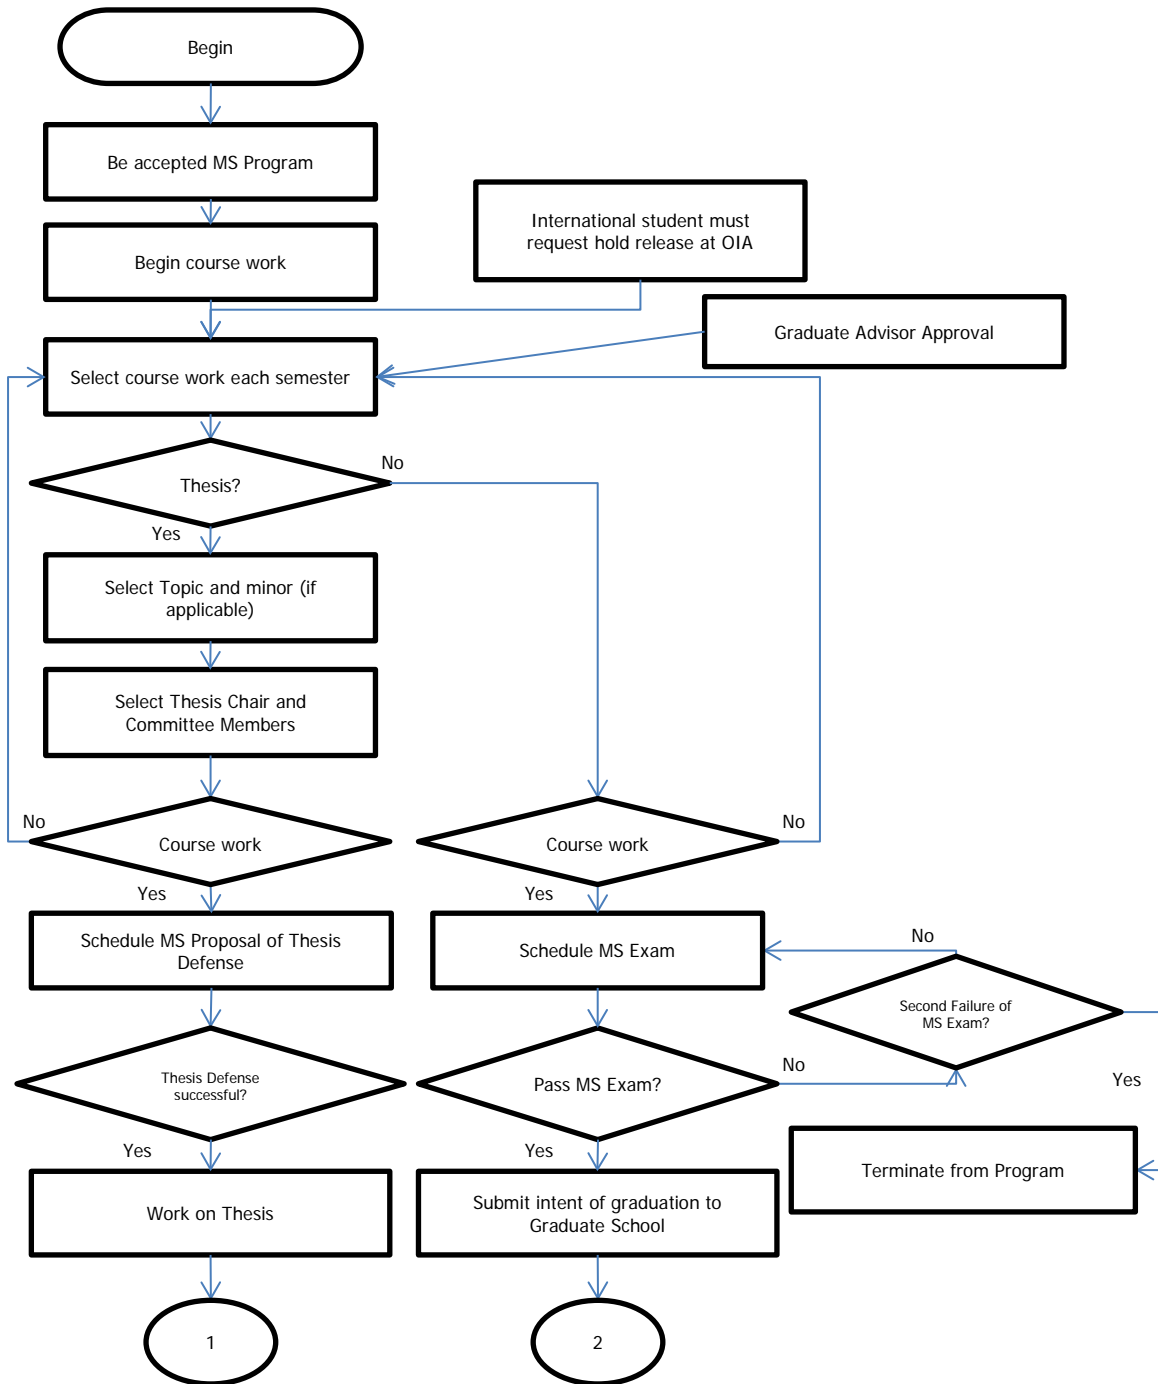 Begin
Be accepted MS Program
International student must
request hold release at OIA
Begin course work
Graduate Advisor Approval
Select course work each semester
No
Thesis?
Yes
Select Topic and minor (if
applicable)
Select Thesis Chair and
Committee Members
No
Course work
Course work
No
Yes
Yes
Schedule MS Proposal of Thesis
Defense
Schedule MS Exam
No
Second Failure of
MS Exam?
Thesis Defense
successful?
Pass MS Exam?
No
Yes
Yes
Yes
Work on Thesis
Submit intent of graduation to
Graduate School
Terminate from Program
1
2